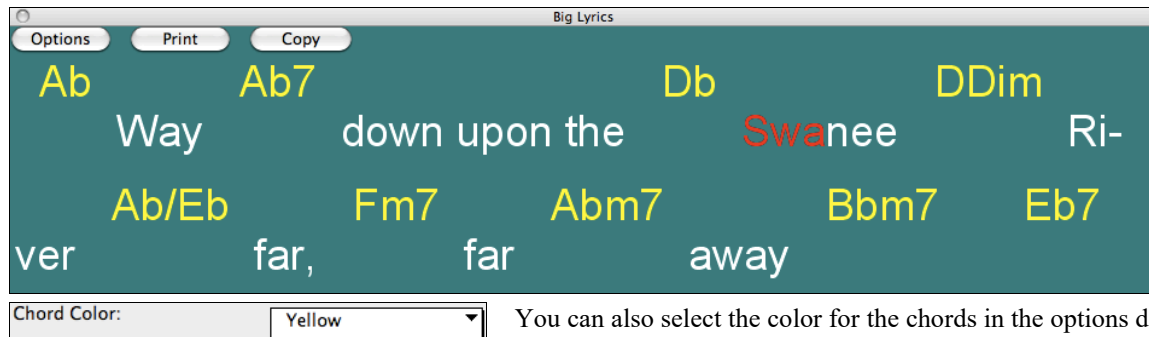 Big Lyrics
Options Print Copy
Ab Ab7 Db DDim
Way down upon the Swanee Ri-
Ab/Eb Fm7 Abm7 Bbm7 Eb7
ver far, far away
Chord Color: Yellow You can also select the color for the chords in the options d